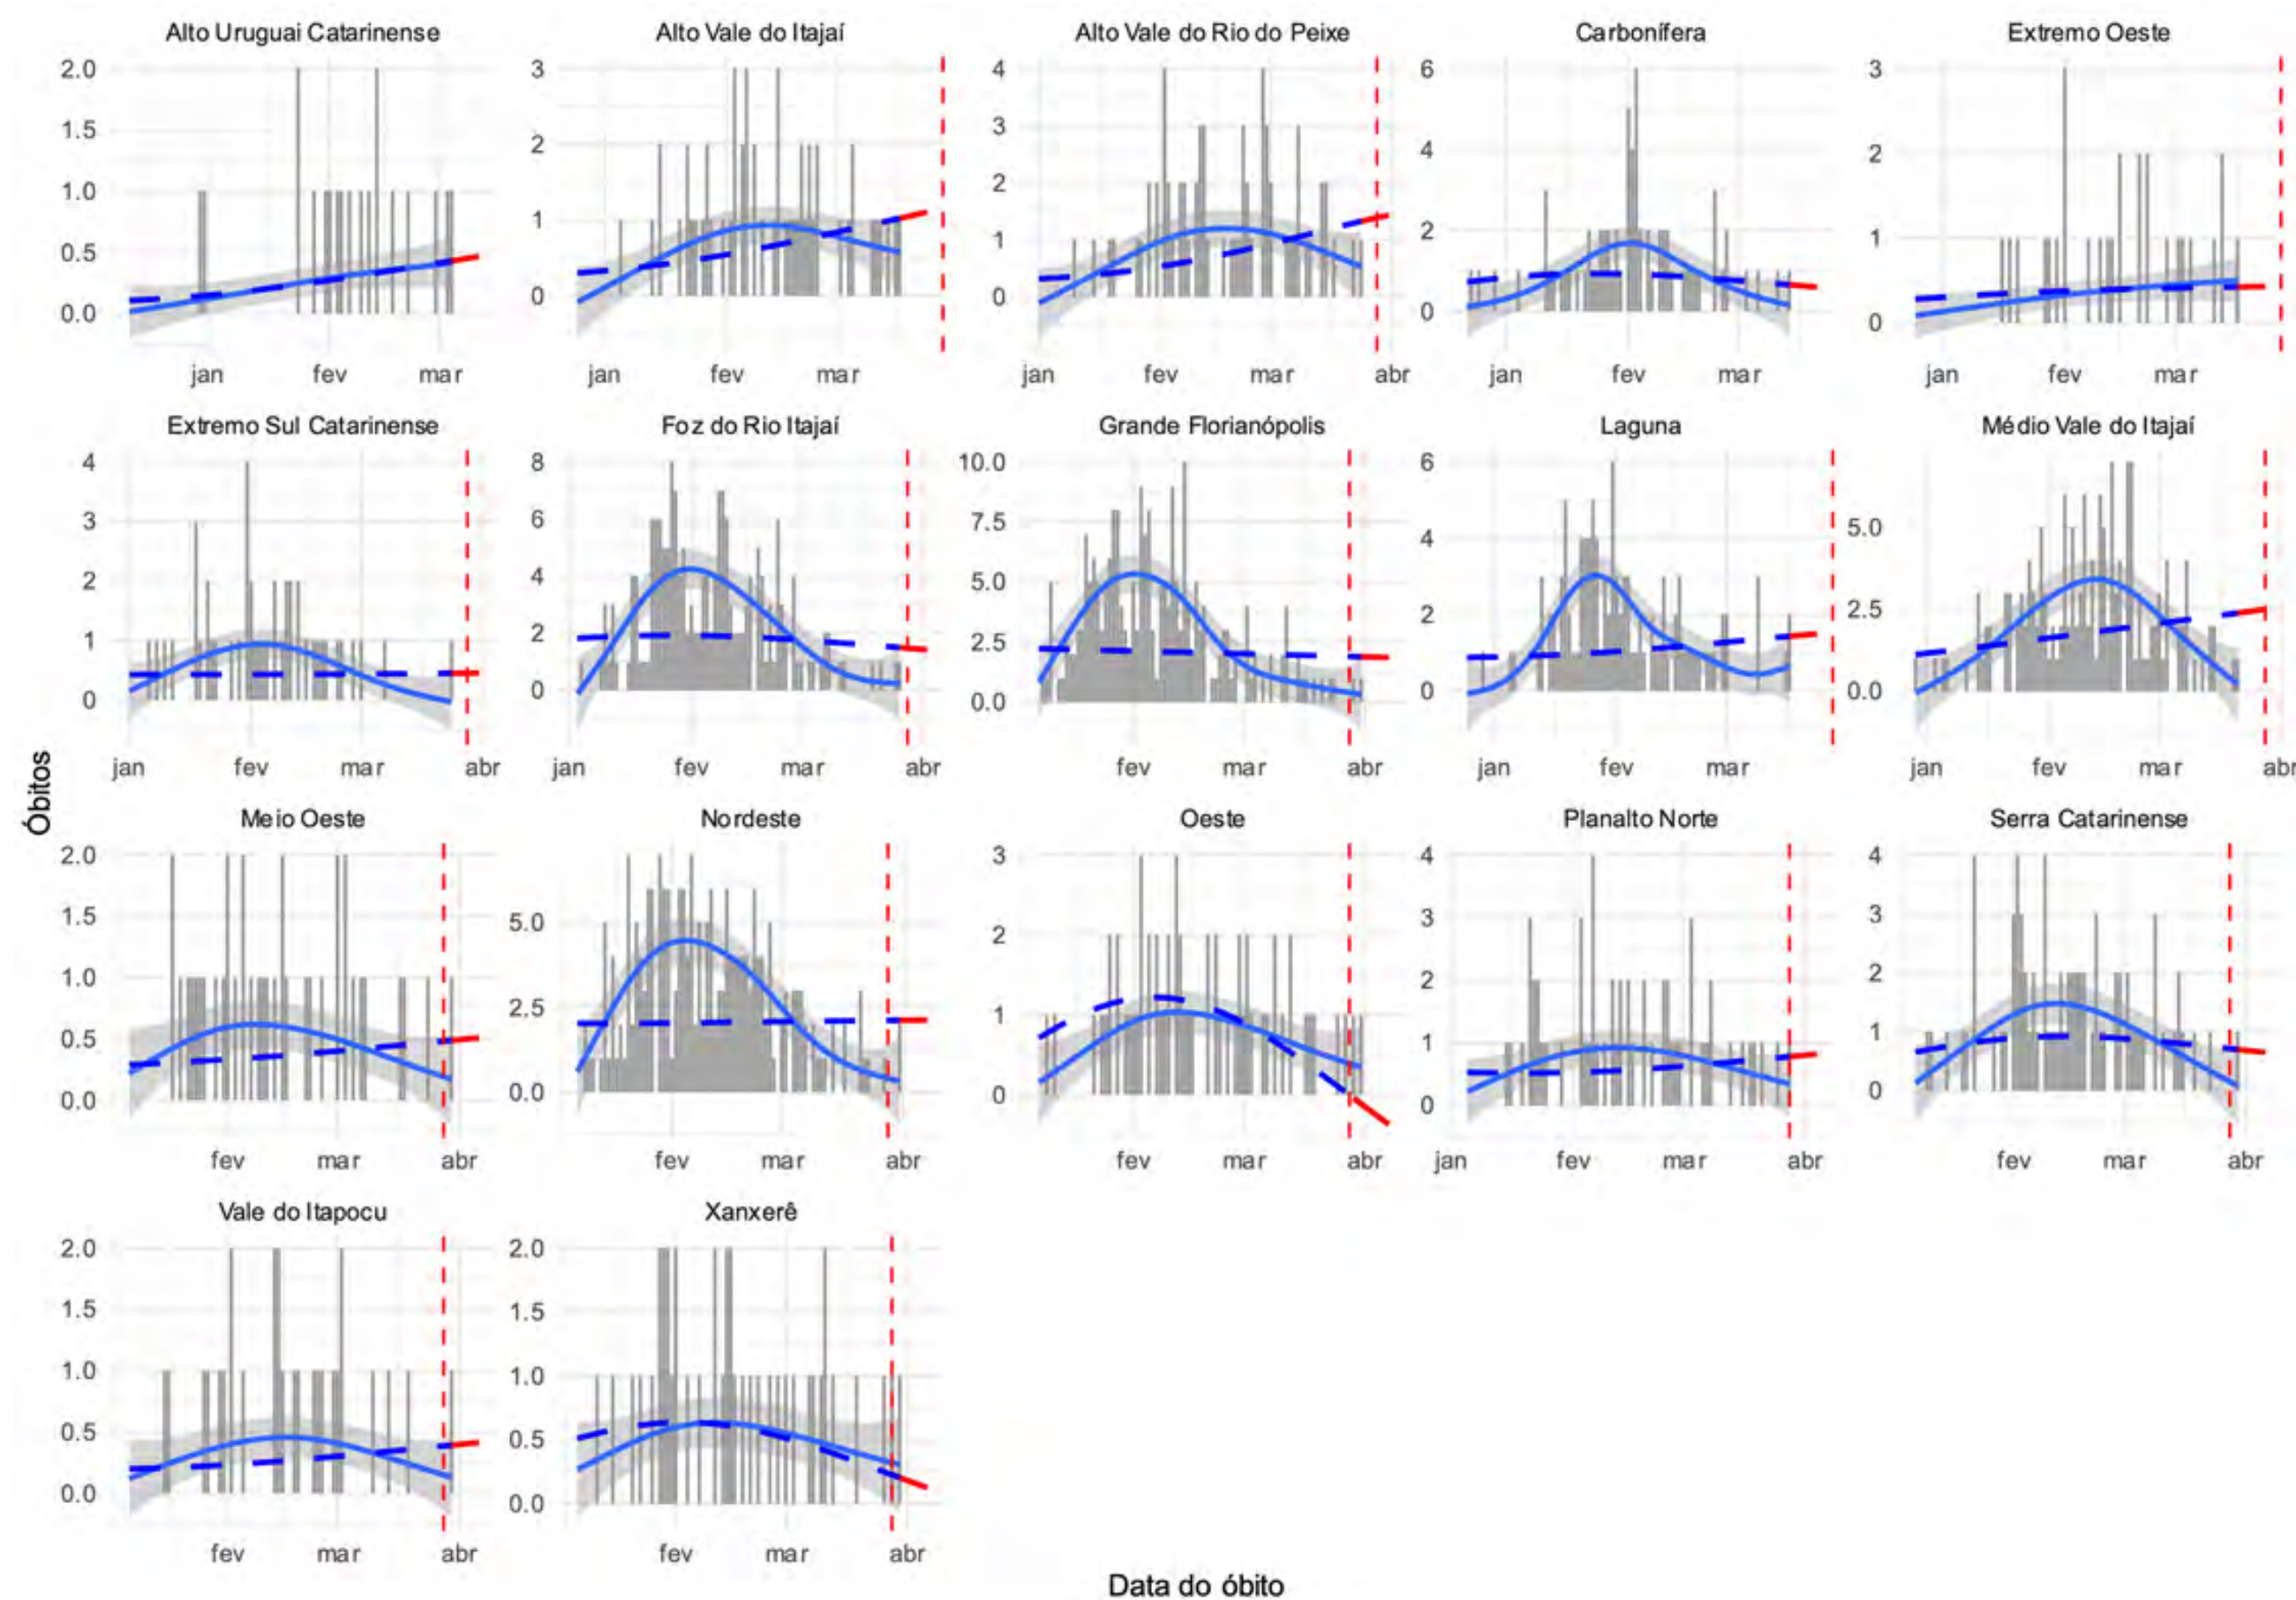 Alto Uruguai Catarinense
Alto Vale do Itajaí
Alto Vale do Rio do Peixe
Carbonífera
Extremo Oeste
2.0
1.5
1.0
0.5
0.0
3
2
1
0
4
3
2
1
0
6
4
2
0
3
2
1
0
jan fev mar
jan fev mar
jan fev mar abr
jan fev mar
jan fev mar
Extremo Sul Catarinense
Foz do Rio Itajaí
Grande Florianópolis
Laguna
Médio Vale do Itajaí
4
3
2
1
0
8
6
4
2
0
10.0
7.5
5.0
2.5
0.0
6
4
2
0
5.0
2.5
0.0
jan fev mar abr
jan fev mar abr
fev mar abr
jan fev mar
jan fev mar abr
Óbitos
Meio Oeste
Nordeste
Oeste
Planalto Norte
Serra Catarinense
2.0
1.5
1.0
0.5
0.0
5.0
2.5
0.0
3
2
1
0
4
3
2
1
0
4
3
2
1
0
fev mar abr
fev mar abr
fev mar abr
jan fev mar abr
fev mar abr
Vale do Itapocu
Xanxerê
2.0
1.5
1.0
0.5
0.0
2.0
1.5
1.0
0.5
0.0
fev mar abr
fev mar abr
Data do óbito